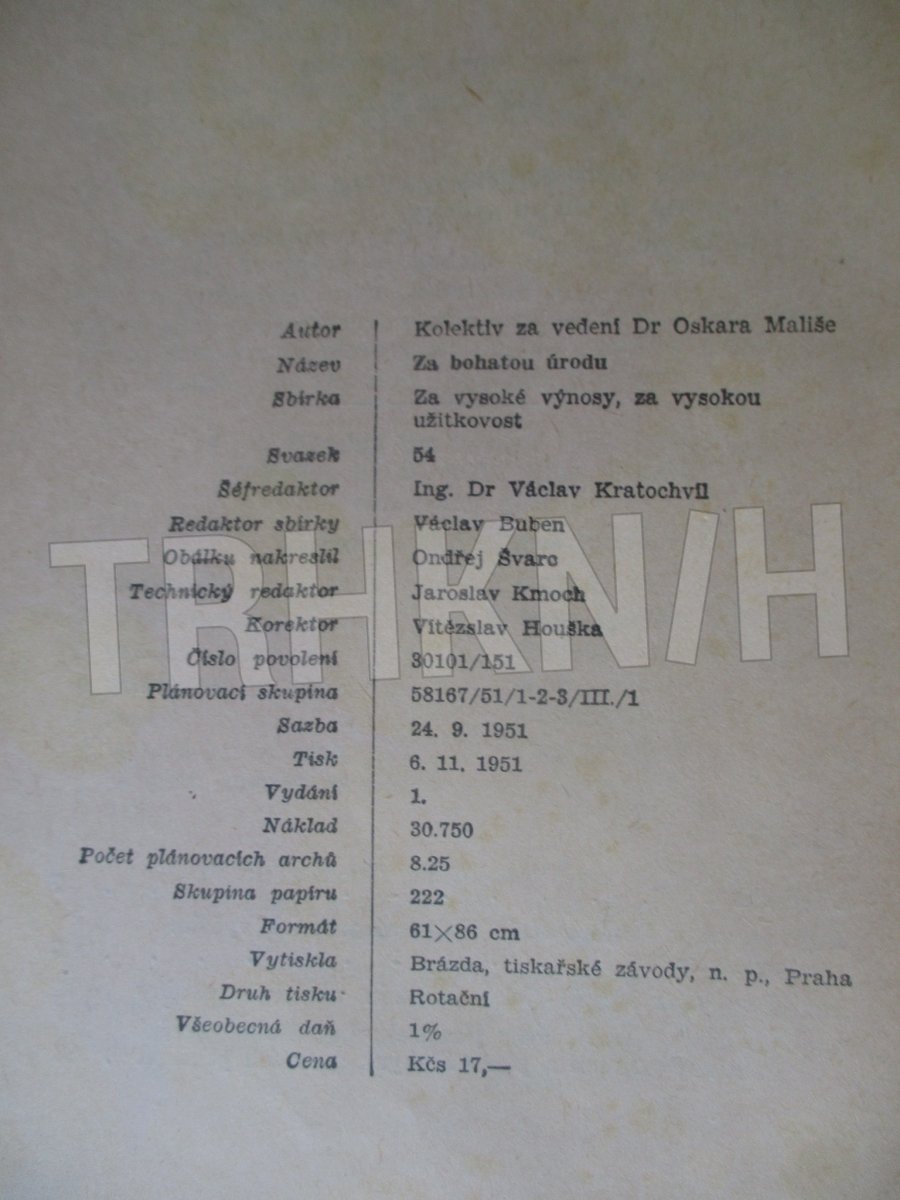 Autor Kolektiv za vedení Dr Oskara Mališe
Název Za bohatou úrodu
Sbírka Za vysoké výnosy, za vysokou
užitkovost
Svazek 54
Šéfredaktor Ing. Dr Václav Kratochvíl
Redaktor sbírky Václav Buben
Obálku nakreslil Ondřej Švarc
Technický redaktor Jaroslav Kmoch
Korektor Vítězslav Houška
Číslo povolení 30101/151
Plánovací skupina 58167/51/1-2-3/III./1
Sazba 24. 9. 1951
Tisk 6. 11. 1951
Vydání 1.
Náklad 30.750
Počet plánovacích archů 8.25
Skupina papíru 222
Formát 61×86 cm
Vytiskla Brázda, tiskařské závody, n. p., Praha
Druh tisku Rotační
Všeobecná daň 1%
Cena Kčs 17,—
TRHKN/H